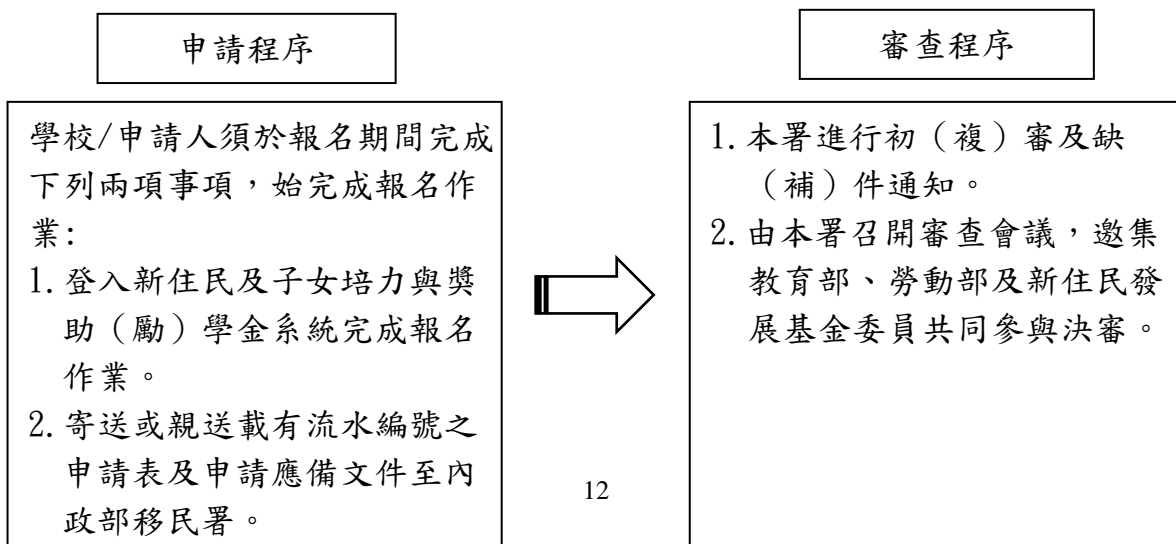 申請程序
學校/申請人須於報名期間完成
下列兩項事項，始完成報名作
業:
1.登入新住民及子女培力與獎
助（勵）學金系統完成報名
作業。
2.寄送或親送載有流水編號之
申請表及申請應備文件至內
政部移民署。
審查程序
1.本署進行初（複）審及缺
（補）件通知。
2.由本署召開審查會議，邀集
教育部、勞動部及新住民發
展基金委員共同參與決審。
12